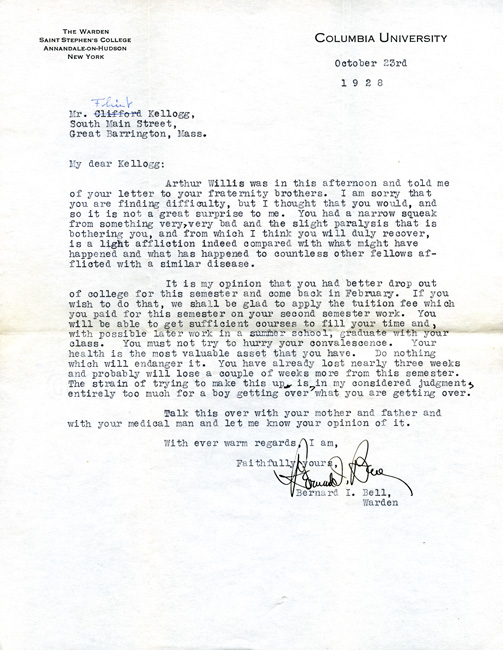 THE WARDEN
SAINT STEPHEN'S COLLEGE
ANNANDALE-ON-HUDSON
NEW YORK
COLUMBIA UNIVERSITY
October 23rd
1928
Flint
Mr. Clifford Kellogg,
South Main Street,
Great Barrington, Mass.
My dear Kellogg:
Arthur Willis was in this afternoon and told me
of your letter to your fraternity brothers. I am sorry that
you are finding difficulty, but I thought that you would, and
so it is not a great surprise to me. You had a narrow squeak
from something very,very bad and the slight paralysis that is
bothering you, and from which I think you will duly recover,
is a light affliction indeed compared with what might have
happened and what has happened to countless other fellows af-
flicted with a similar disease.
It is my opinion that you had better drop out
of college for this semester and come back in February. If you
wish to do that, we shall be glad to apply the tuition fee which
you paid for this semester on your second semester work. You
will be able to get sufficient courses to fill your time and,
with possible later work in a summer school, graduate with your
class. You must not try to hurry your convalescence. Your
health is the most valuable asset that you have. Do nothing
which will endanger it. You have already lost nearly three weeks
and probably will lose a couple of weeks more from this semester.
The strain of trying to make this up, is in my considered judgment,
entirely too much for a boy getting over what you are getting over.
Talk this over with your mother and father and
with your medical man and let me know your opinion of it.
With ever warm regards, I am,
Faithfully yours,
Bernard I. Bell,
Warden